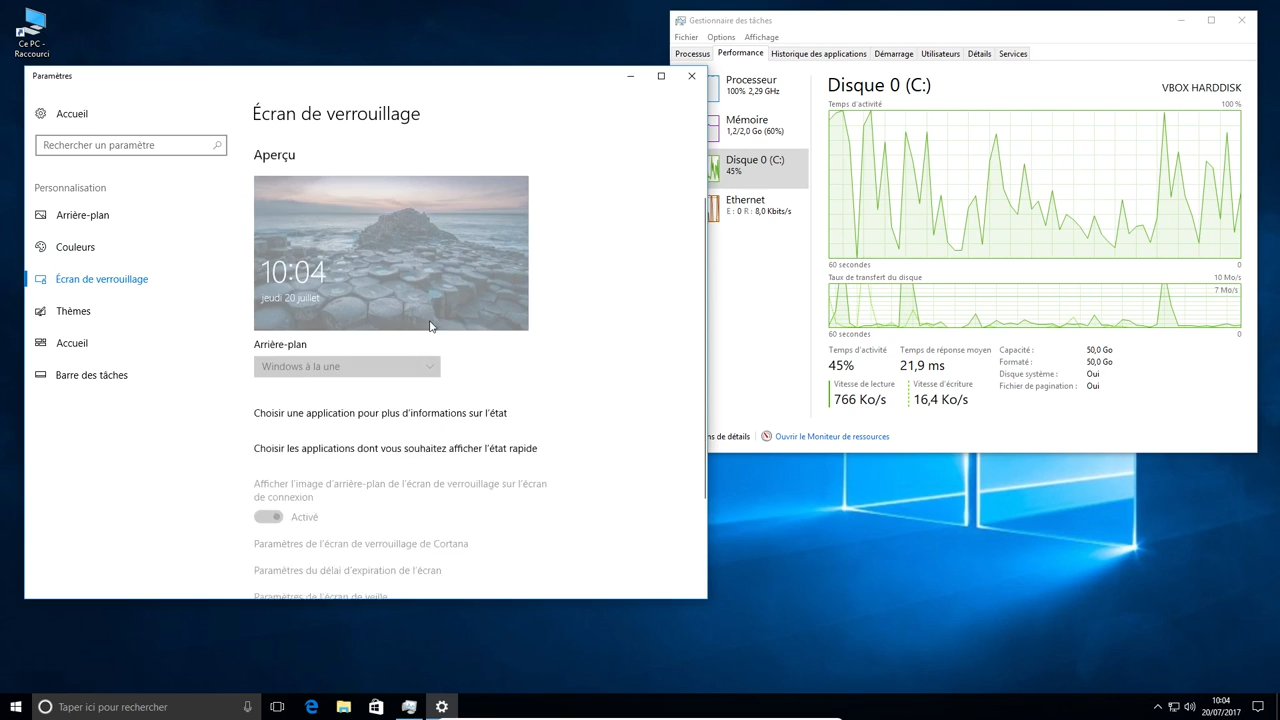 Ce PC -
Raccourci
Gestionnaire des tâches
Fichier Options Affichage
Processus Performance Historique des applications Démarrage Utilisateurs Détails Services
Processeur
100% 2,29 GHz
Mémoire
1,2/2,0 Go (60%)
Disque 0 (C:)
45%
Ethernet
E : 0 R : 8,0 Kbits/s
Disque 0 (C:)
VBOX HARDDISK
Temps d'activité
100 %
60 secondes
0
Taux de transfert du disque
10 Mo/s
7 Mo/s
60 secondes
0
Temps d'activité
45%
Temps de réponse moyen
21,9 ms
Vitesse de lecture
766 Ko/s
Vitesse d'écriture
16,4 Ko/s
Capacité : 50,0 Go
Formaté : 50,0 Go
Disque système : Oui
Fichier de pagination : Oui
ns de détails
Ouvrir le Moniteur de ressources
Paramètres
Accueil
Rechercher un paramètre
Personnalisation
Arrière-plan
Couleurs
Écran de verrouillage
Thèmes
Accueil
Barre des tâches
Écran de verrouillage
Aperçu
10:04
jeudi 20 juillet
Arrière-plan
Windows à la une
Choisir une application pour plus d'informations sur l'état
Choisir les applications dont vous souhaitez afficher l'état rapide
Afficher l'image d'arrière-plan de l'écran de verrouillage sur l'écran
de connexion
Activé
Paramètres de l'écran de verrouillage de Cortana
Paramètres du délai d'expiration de l'écran
Paramètres de l'écran de veille
Taper ici pour rechercher
10:04
20/07/2017